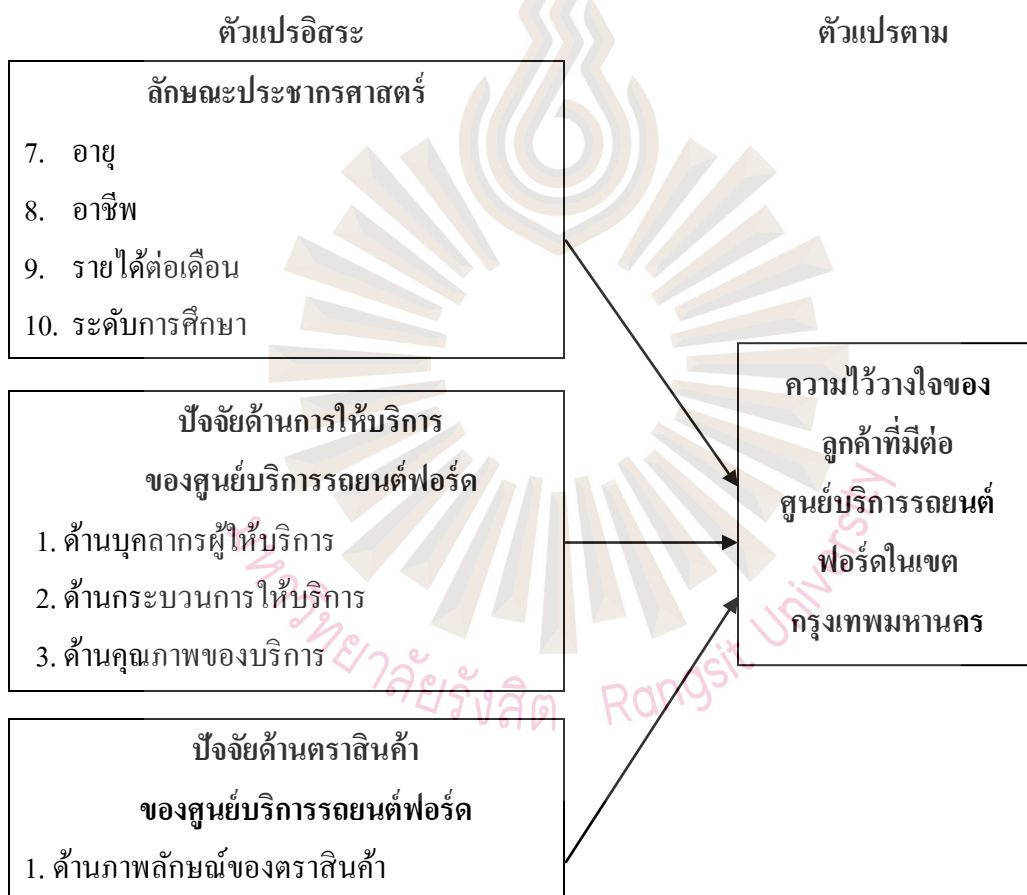 ตัวแปรอิสระ
ตัวแปรตาม
ลักษณะประชากรศาสตร์
7. อายุ
8. อาชีพ
9. รายได้ต่อเดือน
10. ระดับการศึกษา
ปัจจัยด้านการให้บริการ
ของศูนย์บริการรถยนต์ฟอร์ด
1. ด้านบุคลากรผู้ให้บริการ
2. ด้านกระบวนการให้บริการ
3. ด้านคุณภาพของบริการ
ปัจจัยด้านตราสินค้า
ของศูนย์บริการรถยนต์ฟอร์ด
1. ด้านภาพลักษณ์ของตราสินค้า
ความไว้วางใจของ
ลูกค้าที่มีต่อ
ศูนย์บริการรถยนต์
ฟอร์ดในเขต
กรุงเทพมหานคร
มหาวิทยาลัยรังสิต Rangsit University